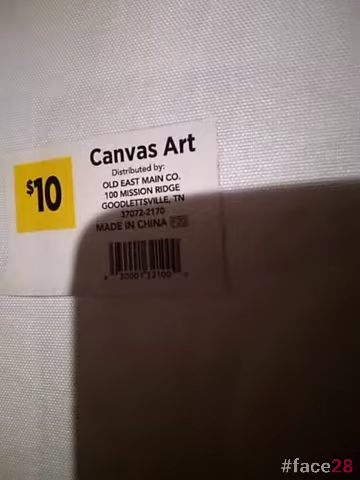 $10
Canvas Art
Distributed by:
OLD EAST MAIN CO.
100 MISSION RIDGE
GOODLETTSVILLE, TN
37072-2170
MADE IN CHINA
#face28